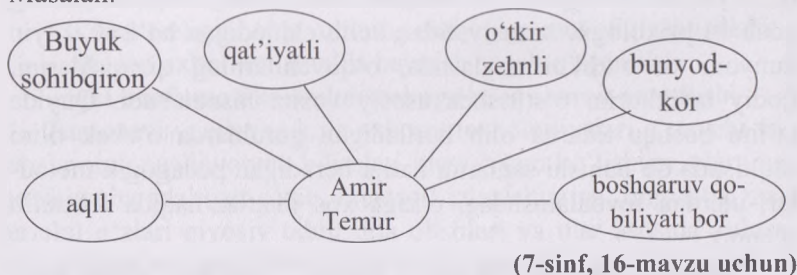 Buyuk
sohibqiron
qat’iyatli
o‘tkir
zehnli
bunyod-
kor
aqlli
Amir
Temur
boshqaruv qo-
biliyati bor
(7-sinf, 16-mavzu uchun)